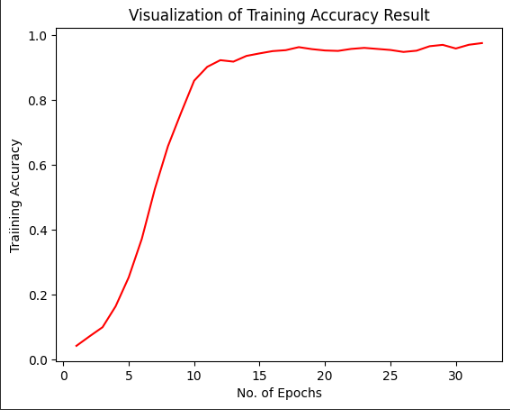 Visualization of Training Accuracy Result
1.0
0.8
0.6
0.4
0.2
0.0
Traiining Accuracy
0 5 10 15 20 25 30
No. of Epochs